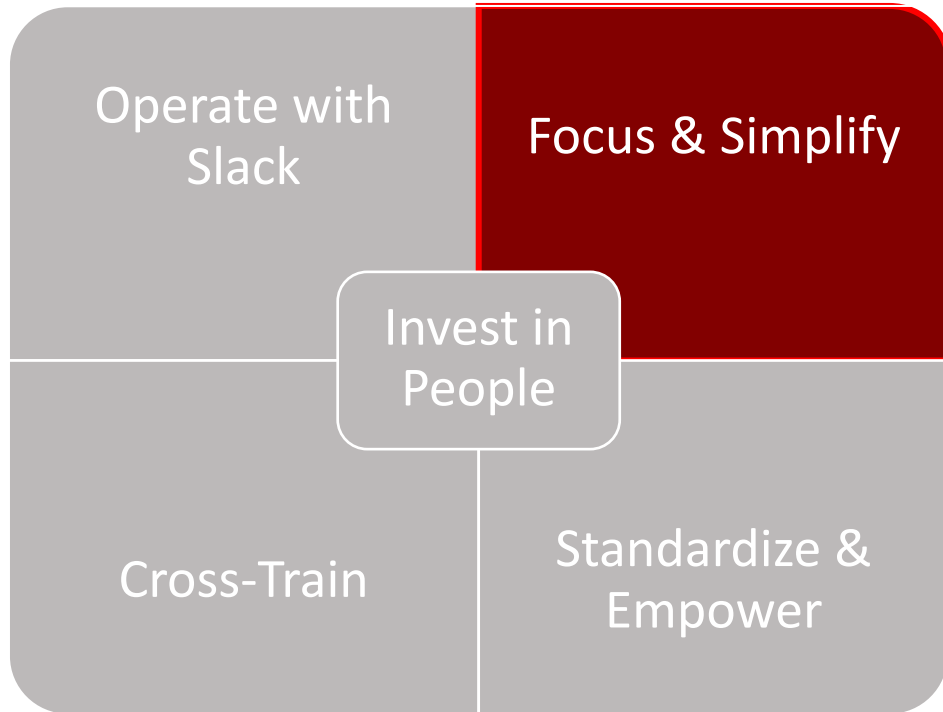 Operate with
Slack
Focus & Simplify
Invest in
People
Cross-Train
Standardize &
Empower